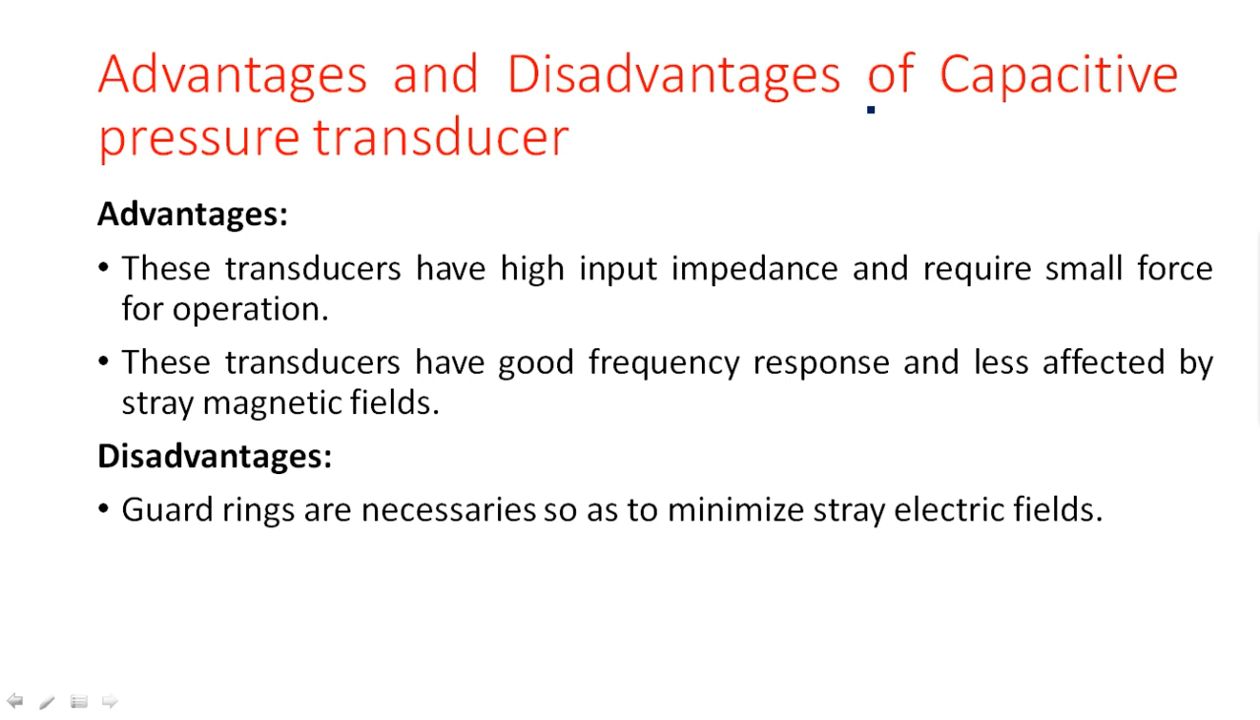 Advantages and Disadvantages of Capacitive
pressure transducer
Advantages:
• These transducers have high input impedance and require small force
for operation.
• These transducers have good frequency response and less affected by
stray magnetic fields.
Disadvantages:
• Guard rings are necessaries so as to minimize stray electric fields.